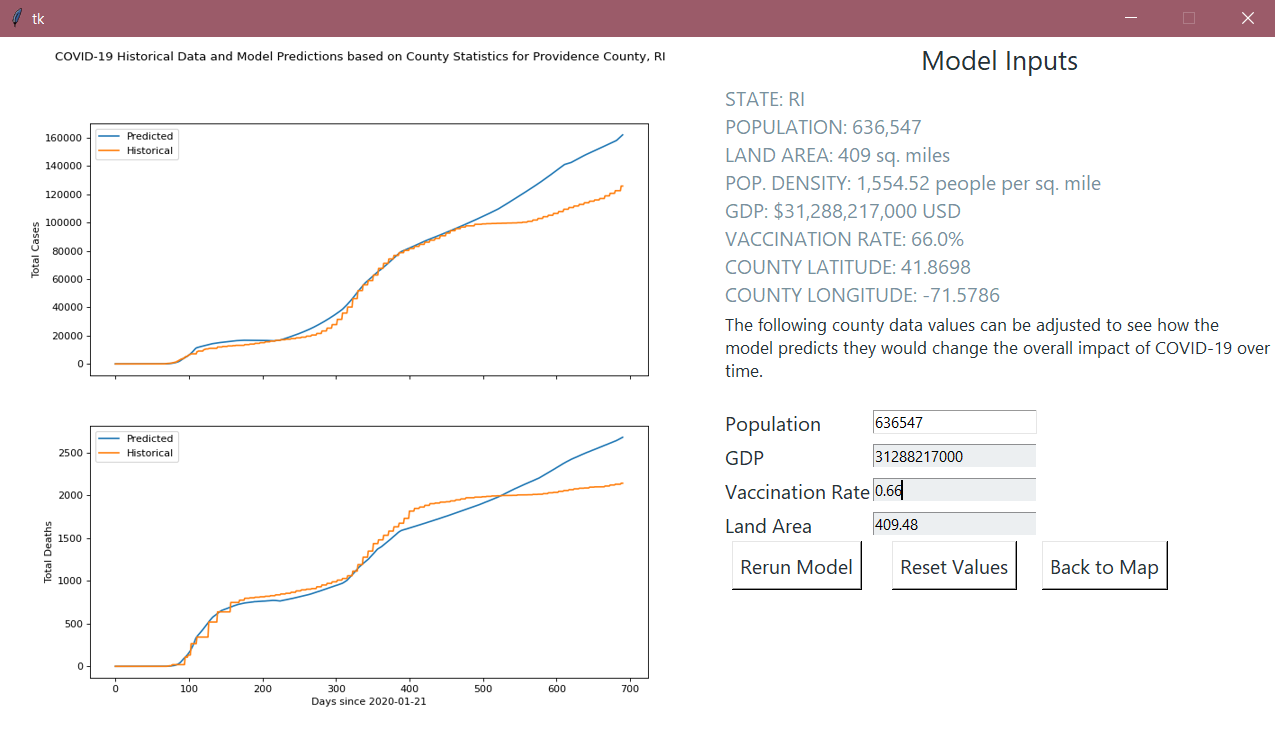 tk
COVID-19 Historical Data and Model Predictions based on County Statistics for Providence County, RI
Predicted
Historical
160000
140000
120000
100000
80000
60000
40000
20000
0
Total Cases
Predicted
Historical
2500
2000
1500
1000
500
0
Total Deaths
0 100 200 300 400 500 600 700
Days since 2020-01-21
Model Inputs
STATE: RI
POPULATION: 636,547
LAND AREA: 409 sq. miles
POP. DENSITY: 1,554.52 people per sq. mile
GDP: $31,288,217,000 USD
VACCINATION RATE: 66.0%
COUNTY LATITUDE: 41.8698
COUNTY LONGITUDE: -71.5786
The following county data values can be adjusted to see how the
model predicts they would change the overall impact of COVID-19 over
time.
Population 636547
GDP 31288217000
Vaccination Rate 0.66
Land Area 409.48
Rerun Model Reset Values Back to Map